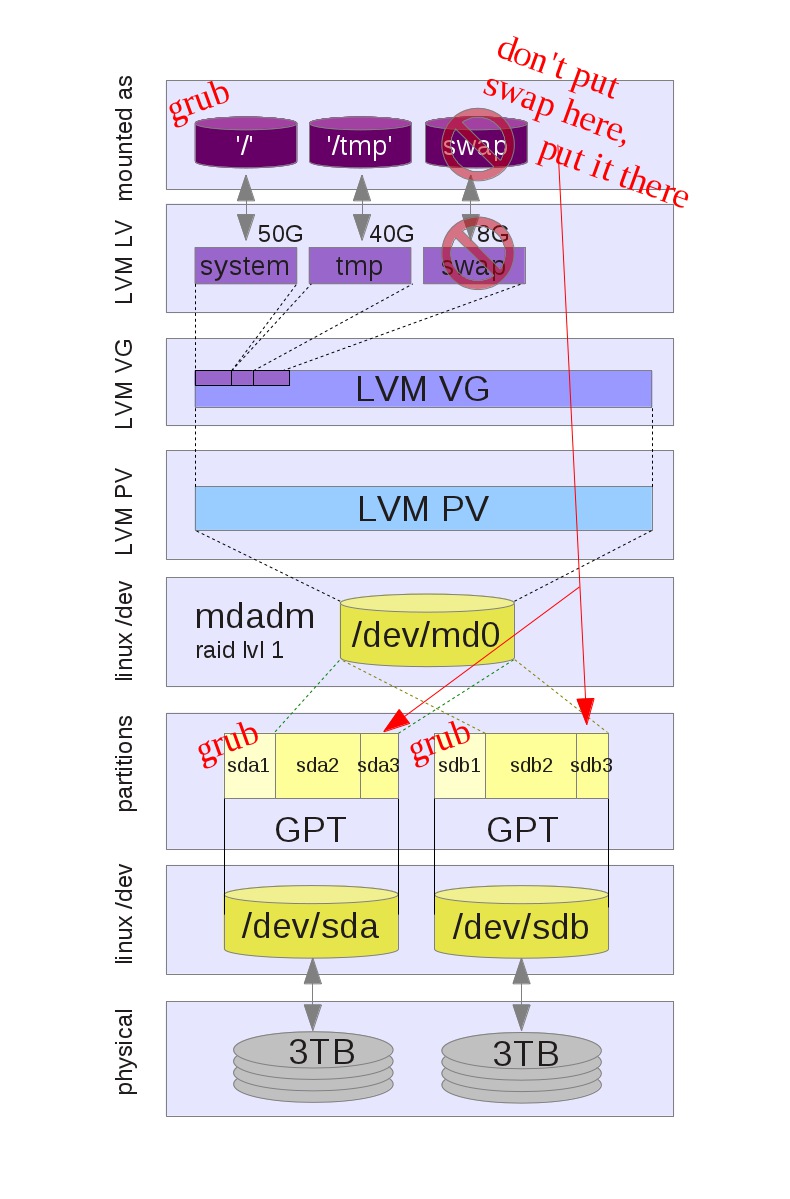 don't put
swap here,
put it there
mounted as
grub
'/'
'/tmp'
swap
LVM LV
50G
40G
8G
system
tmp
swap
LVM VG
LVM VG
LVM PV
LVM PV
linux /dev
mdadm
raid lvl 1
/dev/md0
partitions
grub
grub
sda1
sda2
sda3
sdb1
sdb2
sdb3
GPT
GPT
linux /dev
/dev/sda
/dev/sdb
physical
3TB
3TB